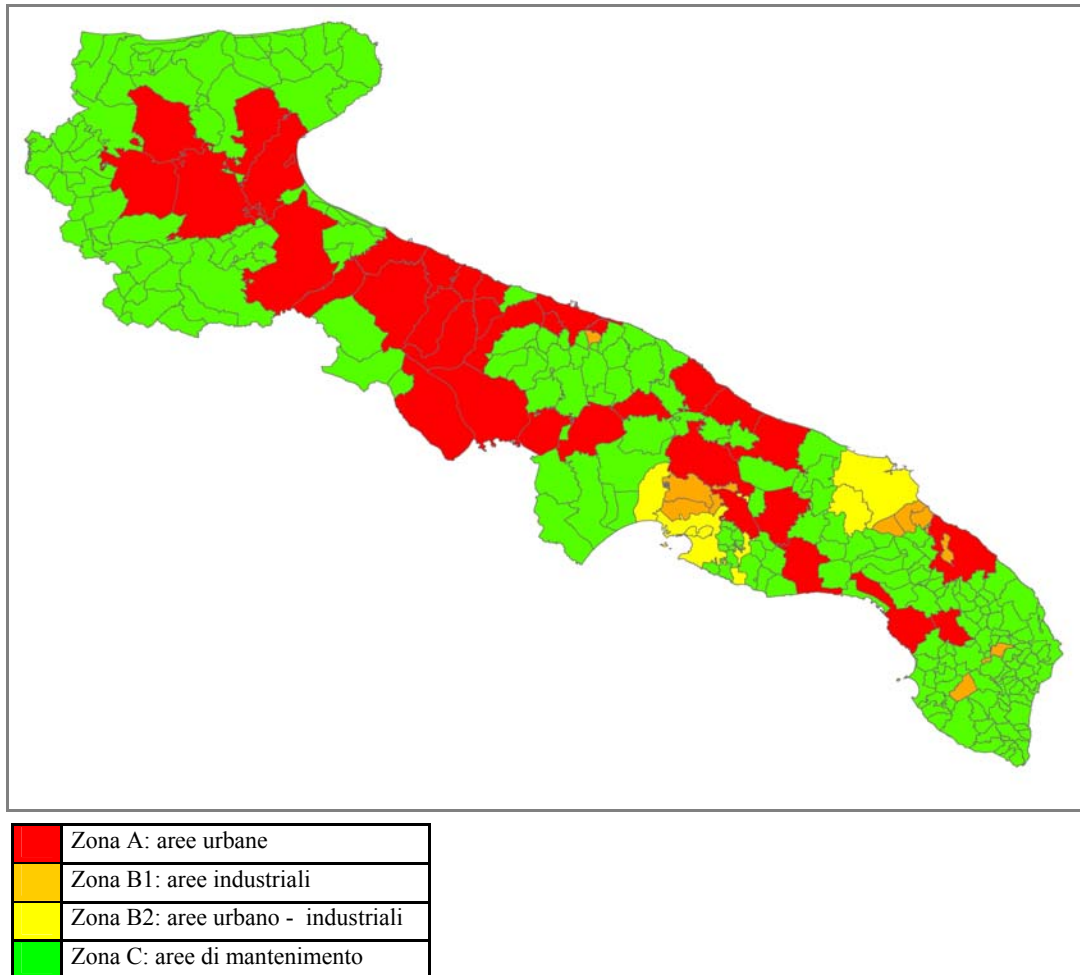 Zona A: aree urbane
Zona B1: aree industriali
Zona B2: aree urbano - industriali
Zona C: aree di mantenimento